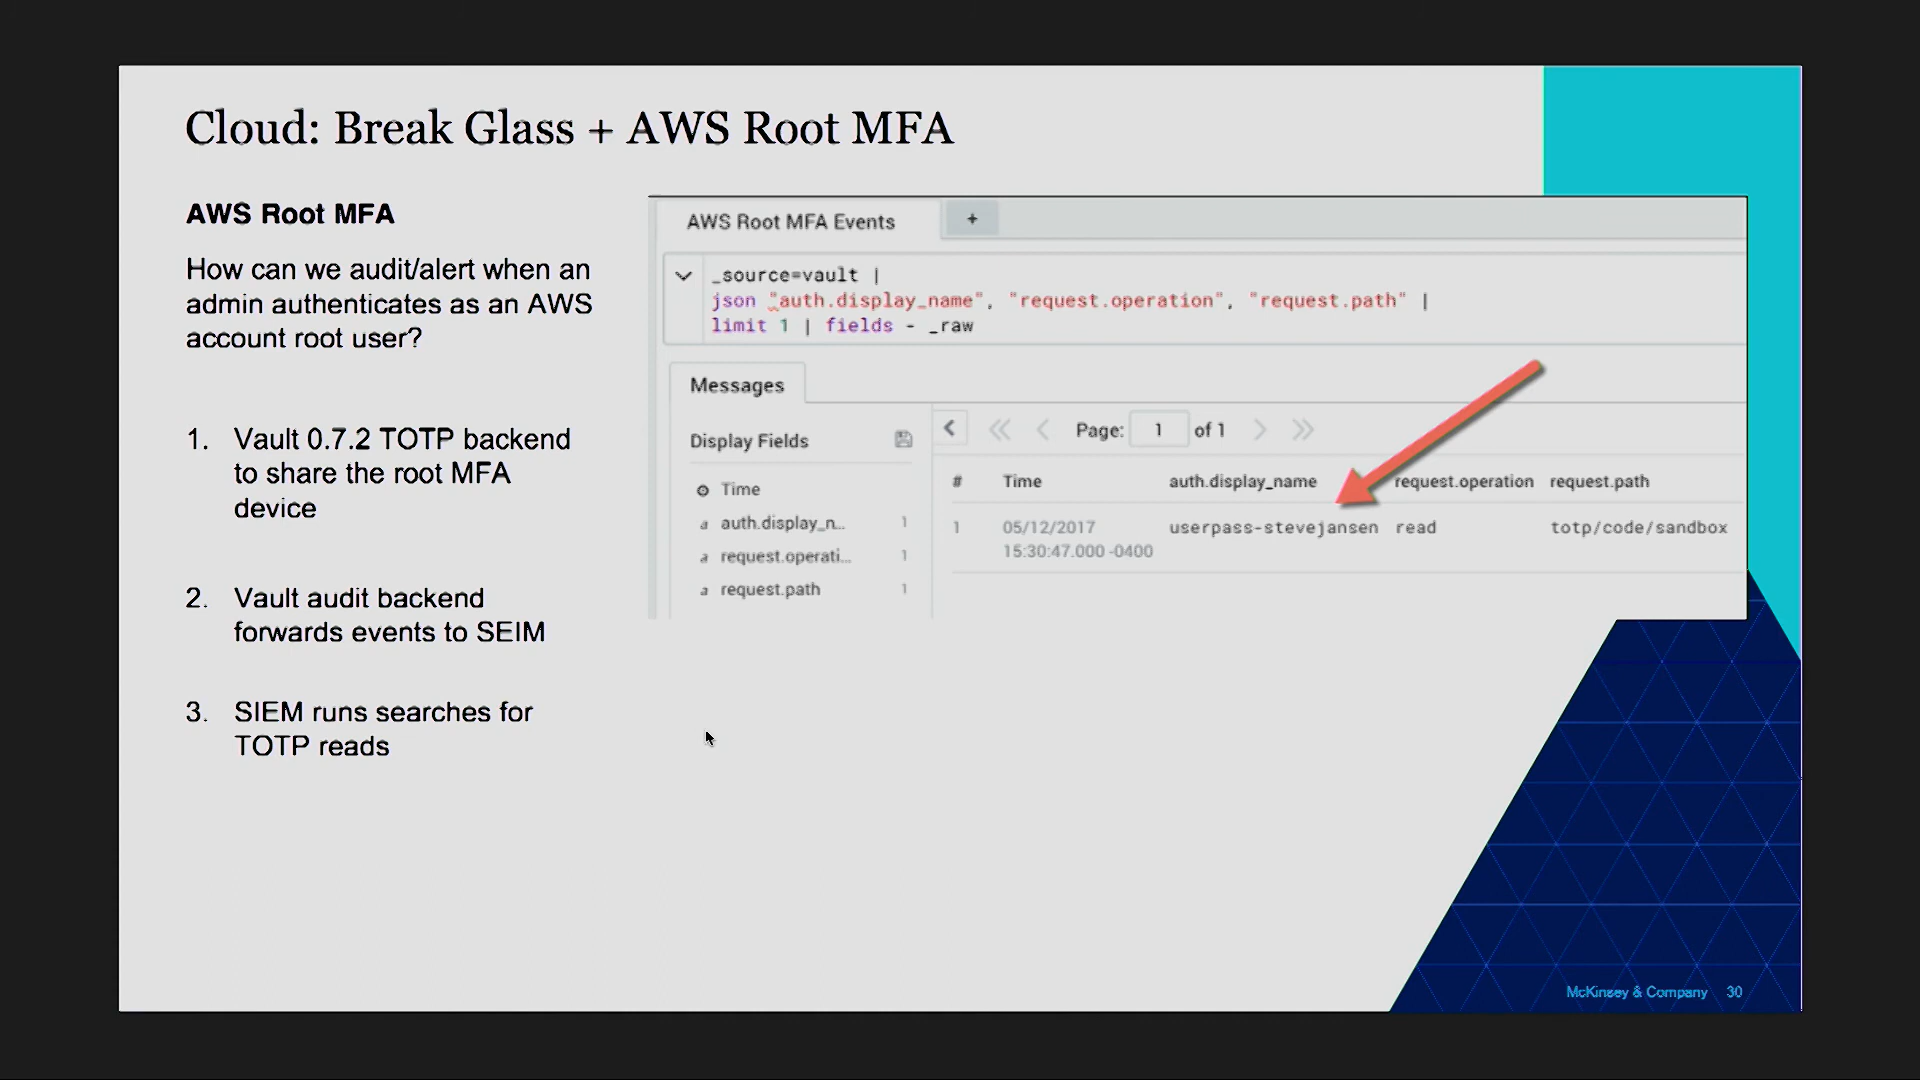 Cloud: Break Glass + AWS Root MFA
AWS Root MFA
How can we audit/alert when an
admin authenticates as an AWS
account root user?
1. Vault 0.7.2 TOTP backend
to share the root MFA
device
2. Vault audit backend
forwards events to SEIM
3. SIEM runs searches for
TOTP reads
AWS Root MFA Events +
_source=vault |
json "auth.display_name", "request.operation", "request.path" |
limit 1 | fields - _raw
Messages
Display Fields
Time
a auth.display_n... 1
a request.operati... 1
a request.path 1
Page: 1 of 1
# Time auth.display_name request.operation request.path
1 05/12/2017 userpass-stevejansen read totp/code/sandbox
15:30:47.000 -0400
McKinsey & Company 30